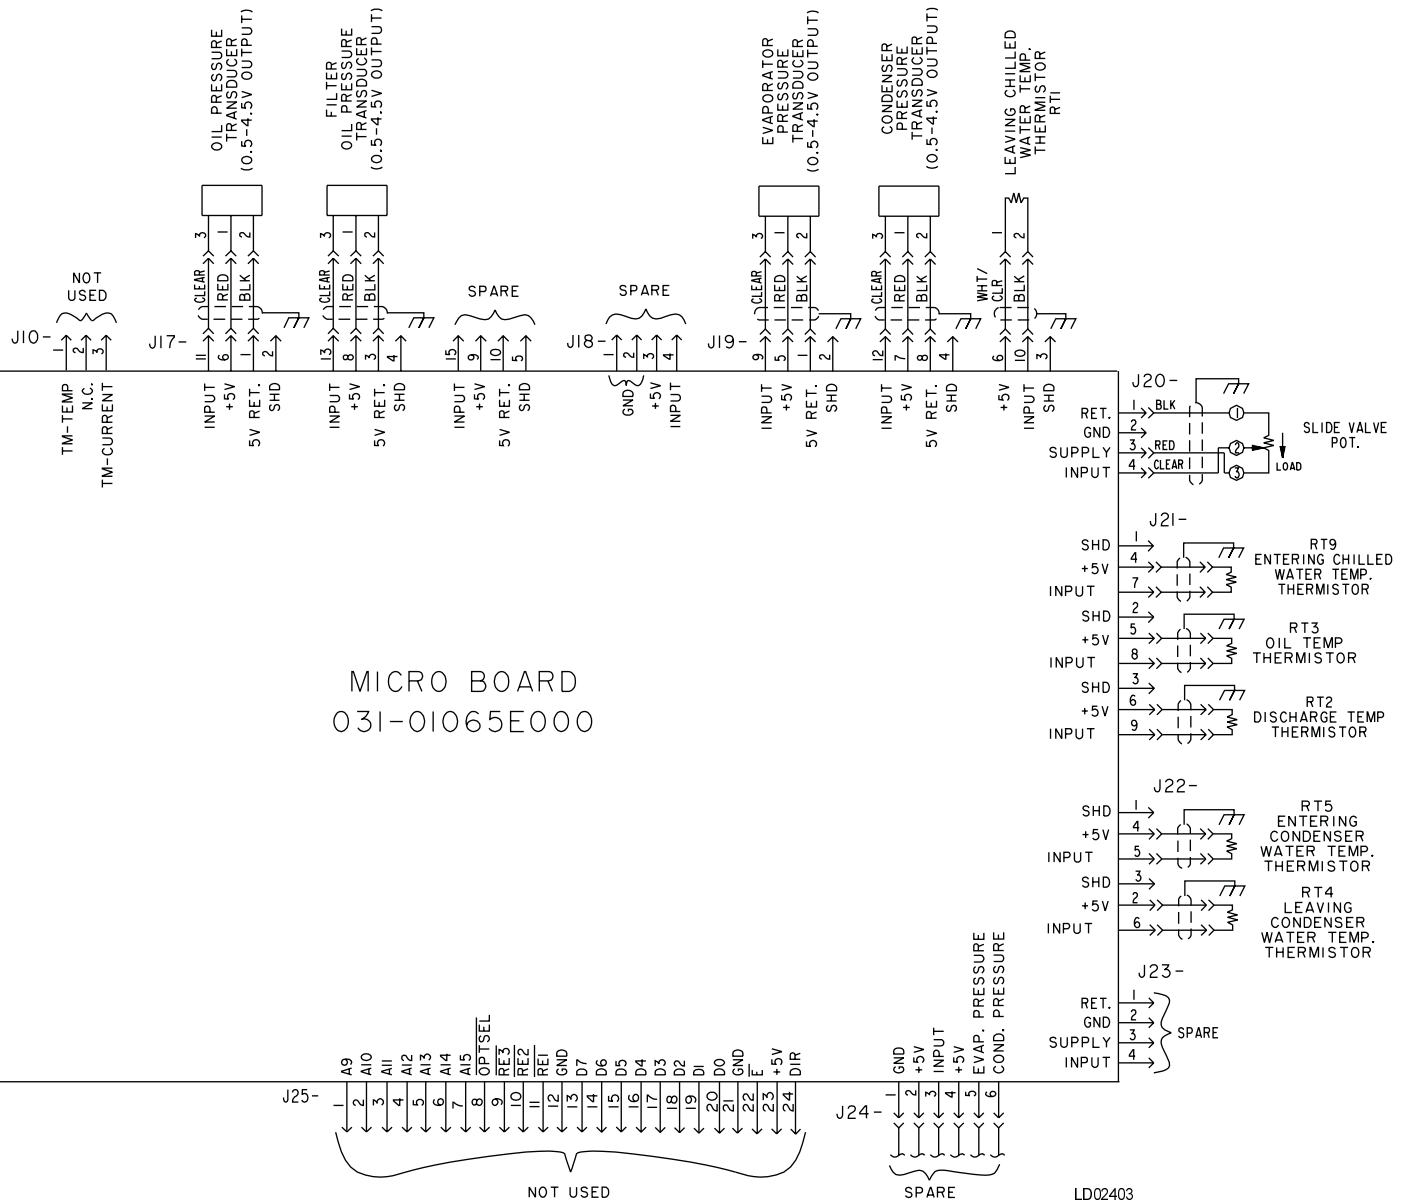 OIL PRESSURE
TRANSDUCER
(0.5-4.5V OUTPUT)
FILTER
OIL PRESSURE
TRANSDUCER
(0.5-4.5V OUTPUT)
EVAPORATOR
PRESSURE
TRANSDUCER
(0.5-4.5V OUTPUT)
CONDENSER
PRESSURE
TRANSDUCER
(0.5-4.5V OUTPUT)
LEAVING CHILLED
WATER TEMP.
THERMISTOR
RT1
3 1 2
3 1 2
3 1 2
3 1 2
1 2
CLEAR RED BLK
CLEAR RED BLK
CLEAR RED BLK
CLEAR RED BLK
WHT/
CLR BLK
NOT
USED
SPARE
SPARE
J10-
1 2 3
J17-
11 6 1 2
13 8 3 4
15 9 10 5
J18-
1 2 3 4
J19-
9 5 1 2
12 7 8 4
6 10 3
TM-TEMP
N.C.
TM-CURRENT
INPUT +5V 5V RET. SHD
INPUT +5V 5V RET. SHD
GND +5V INPUT
INPUT +5V 5V RET. SHD
INPUT +5V 5V RET. SHD
+5V INPUT SHD
J20-
RET. 1 BLK 1
GND 2
SUPPLY 3 RED 2
INPUT 4 CLEAR 3
LOAD
SLIDE VALVE
POT.
J21-
SHD 1
+5V 4
INPUT 7
RT9
ENTERING CHILLED
WATER TEMP.
THERMISTOR
SHD 2
+5V 5
INPUT 8
RT3
OIL TEMP
THERMISTOR
SHD 3
+5V 6
INPUT 9
RT2
DISCHARGE TEMP
THERMISTOR
MICRO BOARD
031-01065E000
J22-
SHD 1
+5V 4
INPUT 5
RT5
ENTERING
CONDENSER
WATER TEMP.
THERMISTOR
SHD 3
+5V 2
INPUT 6
RT4
LEAVING
CONDENSER
WATER TEMP.
THERMISTOR
J23-
RET. 1
GND 2
SUPPLY 3
INPUT 4
SPARE
A9 A10 A11 A12 A13 A14 A15 OPTSEL RE3 RE2 RE1 GND D7 D6 D5 D4 D3 D2 D1 D0 GND E +5V DIR
J25-
1 2 3 4 5 6 7 8 9 10 11 12 13 14 15 16 17 18 19 20 21 22 23 24
NOT USED
GND +5V INPUT +5V EVAP. PRESSURE COND. PRESSURE
J24-
1 2 3 4 5 6
SPARE
LD02403